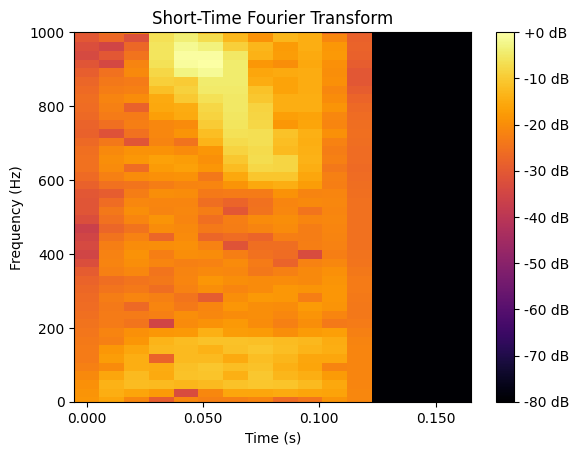 Short-Time Fourier Transform
1000
800
600
400
200
0
Frequency (Hz)
0.000
0.050
0.100
0.150
Time (s)
+0 dB
-10 dB
-20 dB
-30 dB
-40 dB
-50 dB
-60 dB
-70 dB
-80 dB